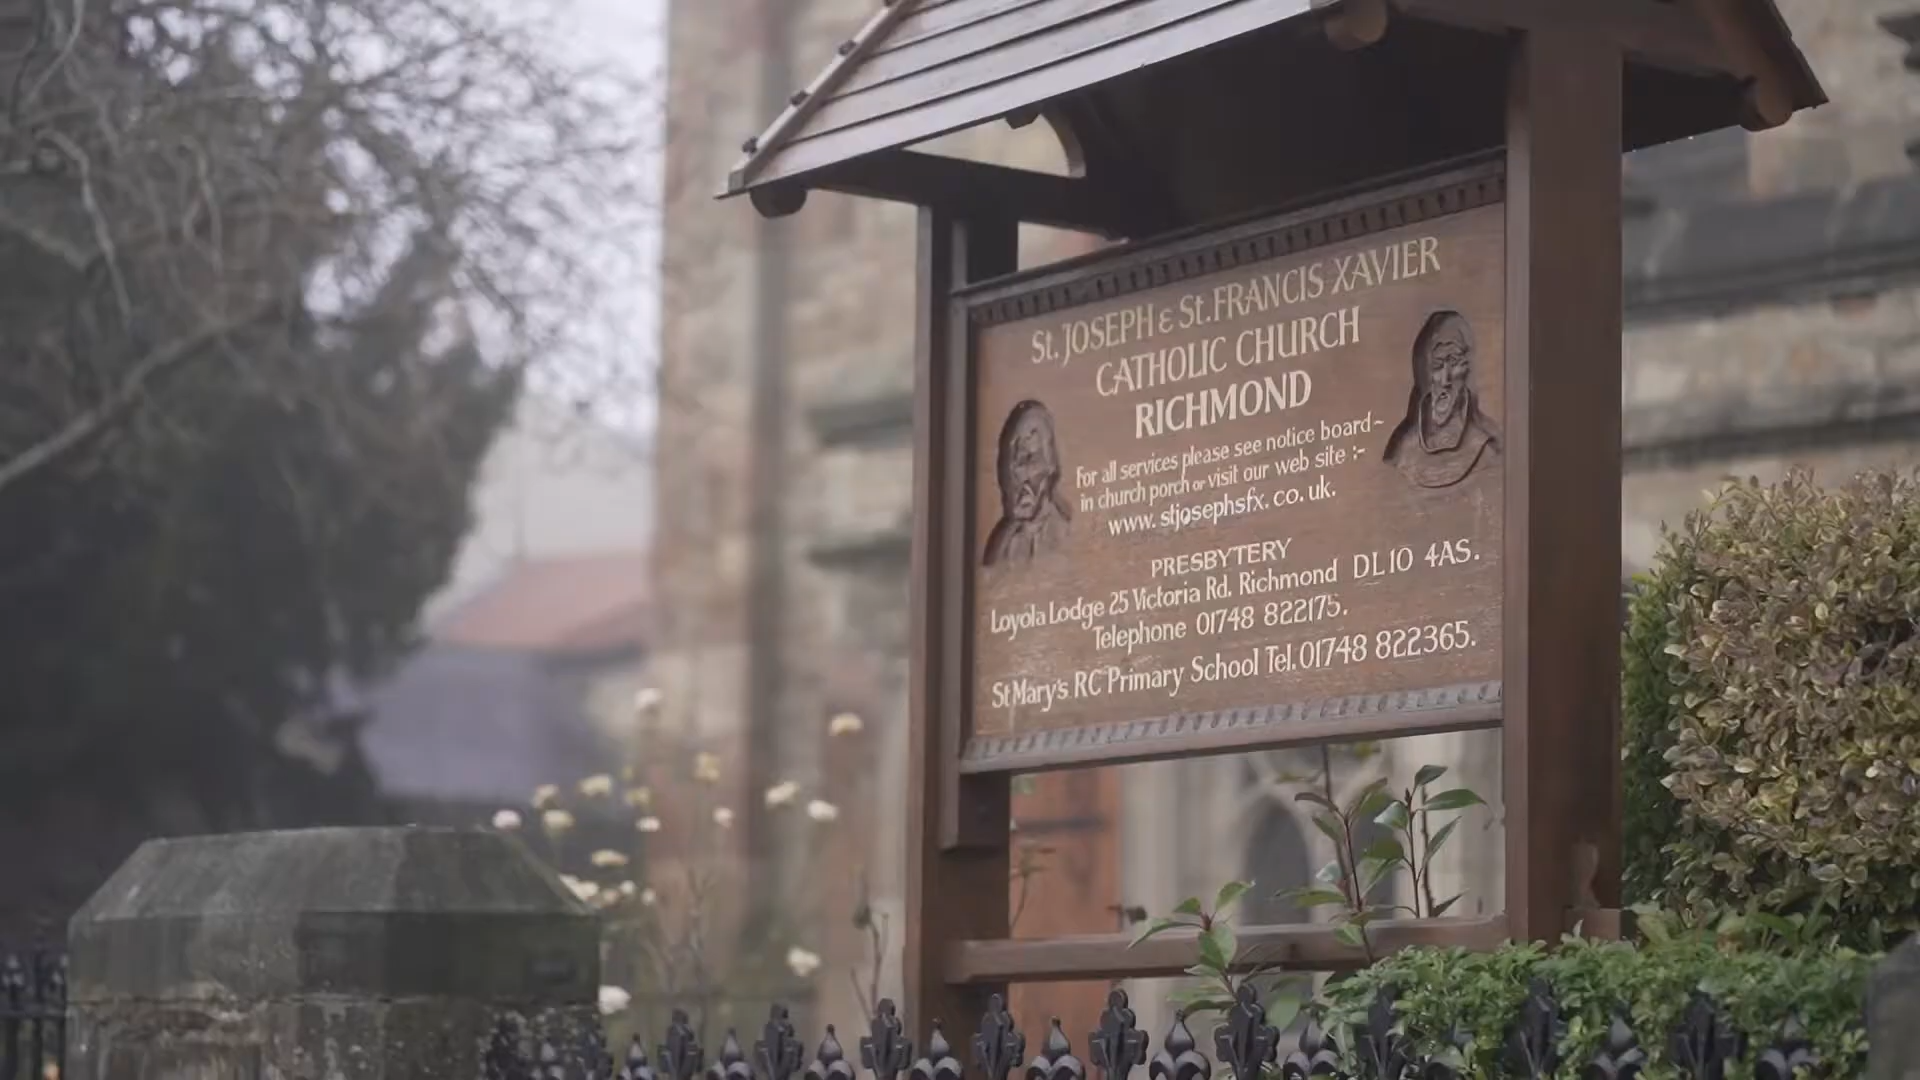 St. JOSEPH & St. FRANCIS XAVIER
CATHOLIC CHURCH
RICHMOND
For all services please see notice board~
in church porch or visit our web site :-
www.stjosephsfx.co.uk.
PRESBYTERY
Loyola Lodge 25 Victoria Rd. Richmond DL10 4AS.
Telephone 01748 822175.
St Mary's RC Primary School Tel. 01748 822365.